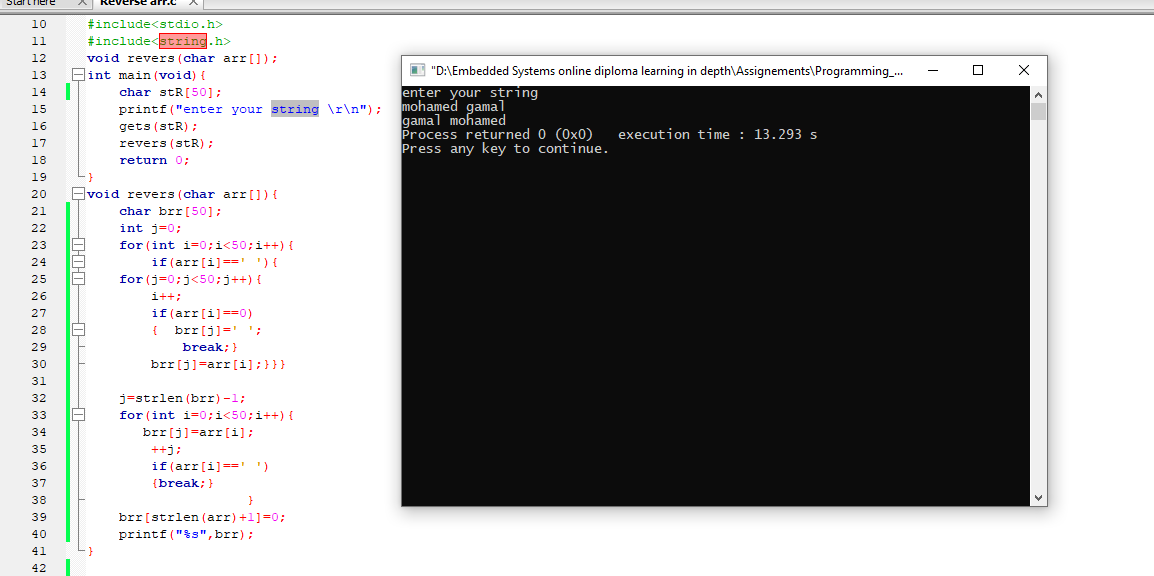 Start here
Reverse arr.c
10 #include<stdio.h>
11 #include<string.h>
12 void revers(char arr[]);
13 int main(void){
14 char stR[50];
15 printf("enter your string \r\n");
16 gets(stR);
17 revers(stR);
18 return 0;
19 }
20 void revers(char arr[]){
21 char brr[50];
22 int j=0;
23 for(int i=0;i<50;i++){
24 if(arr[i]==' '){
25 for(j=0;j<50;j++){
26 i++;
27 if(arr[i]==0)
28 { brr[j]=' ';
29 break;}
30 brr[j]=arr[i];}}}
31
32 j=strlen(brr)-1;
33 for(int i=0;i<50;i++){
34 brr[j]=arr[i];
35 ++j;
36 if(arr[i]==' ')
37 {break;}
38 }
39 brr[strlen(arr)+1]=0;
40 printf("%s",brr);
41 }
42
"D:\Embedded Systems online diploma learning in depth\Assignements\Programming_...
enter your string
mohamed gamal
gamal mohamed
Process returned 0 (0x0) execution time : 13.293 s
Press any key to continue.